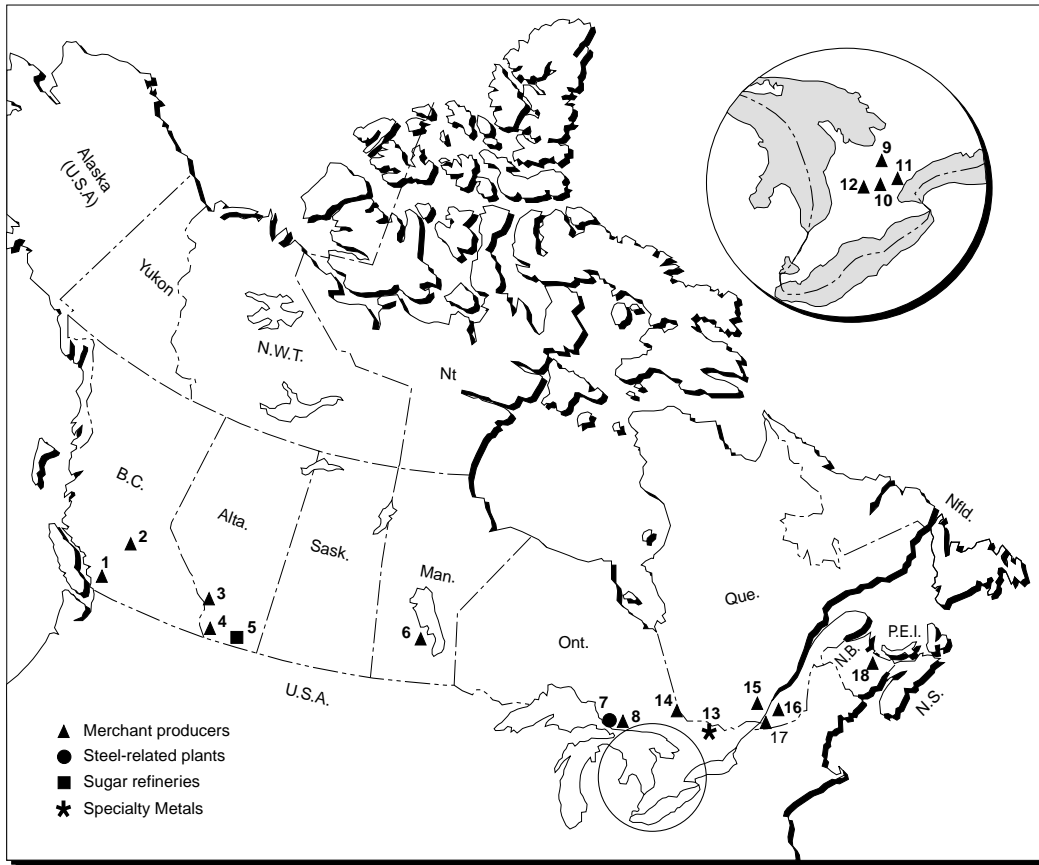 Alaska
(U.S.A)
Yukon
N.W.T.
Nt
B.C.
Alta.
Sask.
Man.
Ont.
Que.
Nfld.
P.E.I.
N.B.
N.S.
U.S.A.
1
2
3
4
5
6
7
8
9
11
12
10
14
13
15
16
17
18
Merchant producers
Steel-related plants
Sugar refineries
Specialty Metals